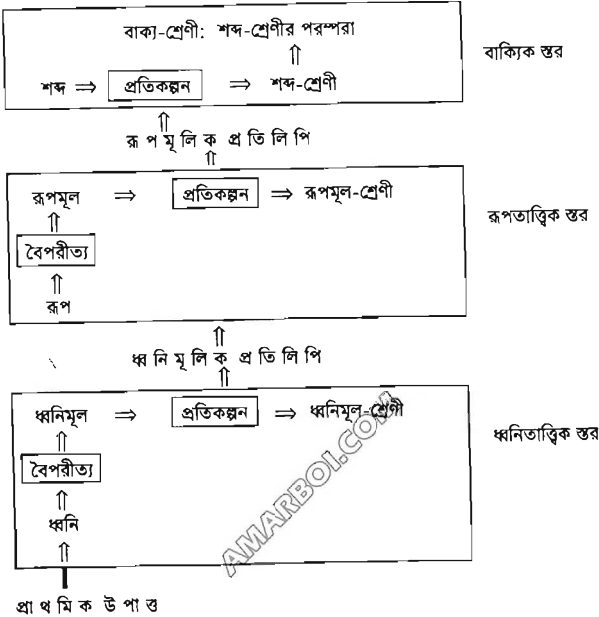 বাক্য-শ্রেণী: শব্দ-শ্রেণীর পরম্পরা
বাক্যিক স্তর
⇑
শব্দ ⇒ প্রতিকল্পন ⇒ শব্দ-শ্রেণী
⇑
রূপমূলিক প্রতিলিপি
⇑
রূপমূল ⇒ প্রতিকল্পন ⇒ রূপমূল-শ্রেণী
রূপতাত্ত্বিক স্তর
⇑
বৈপরীত্য
⇑
রূপ
⇑
ধ্বনিমূলিক প্রতিলিপি
⇑
ধ্বনিমূল ⇒ প্রতিকল্পন ⇒ ধ্বনিমূল-শ্রেণী
ধ্বনিতাত্ত্বিক স্তর
⇑
বৈপরীত্য
⇑
ধ্বনি
⇑
প্রাথমিক উপাত্ত
AMARBOI.COM